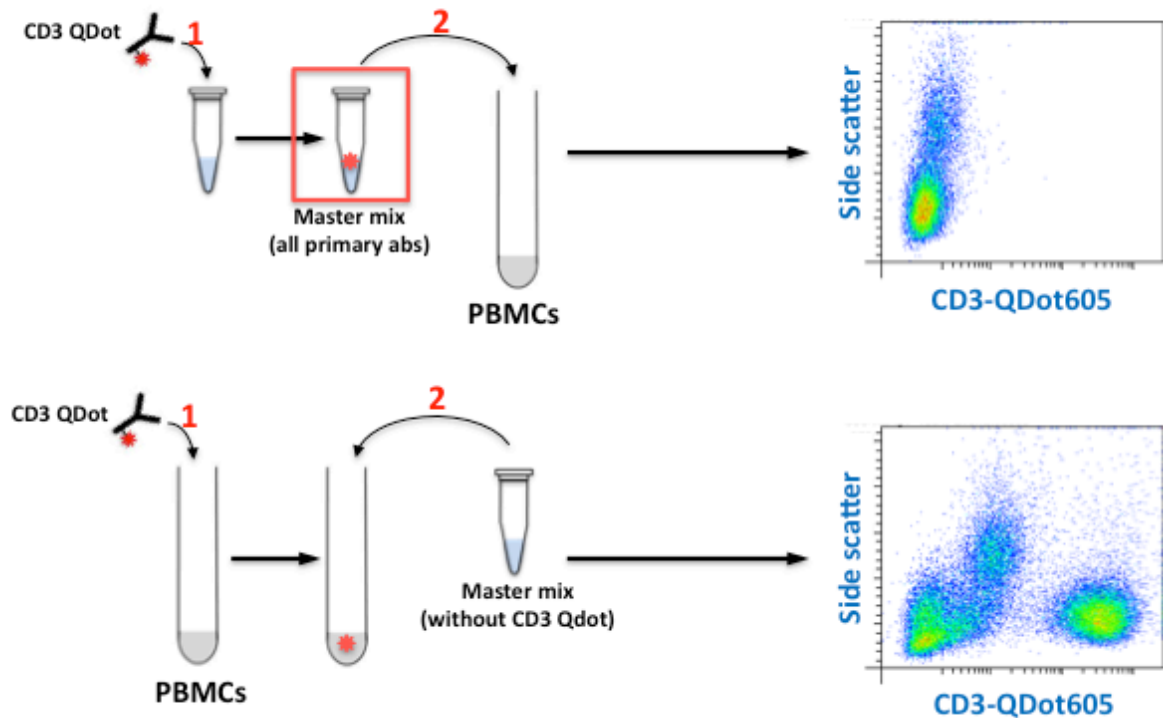 CD3 QDot
1
2
Master mix
(all primary abs)
PBMCs
Side scatter
CD3-QDot605
CD3 QDot
1
2
PBMCs
Master mix
(without CD3 Qdot)
Side scatter
CD3-QDot605